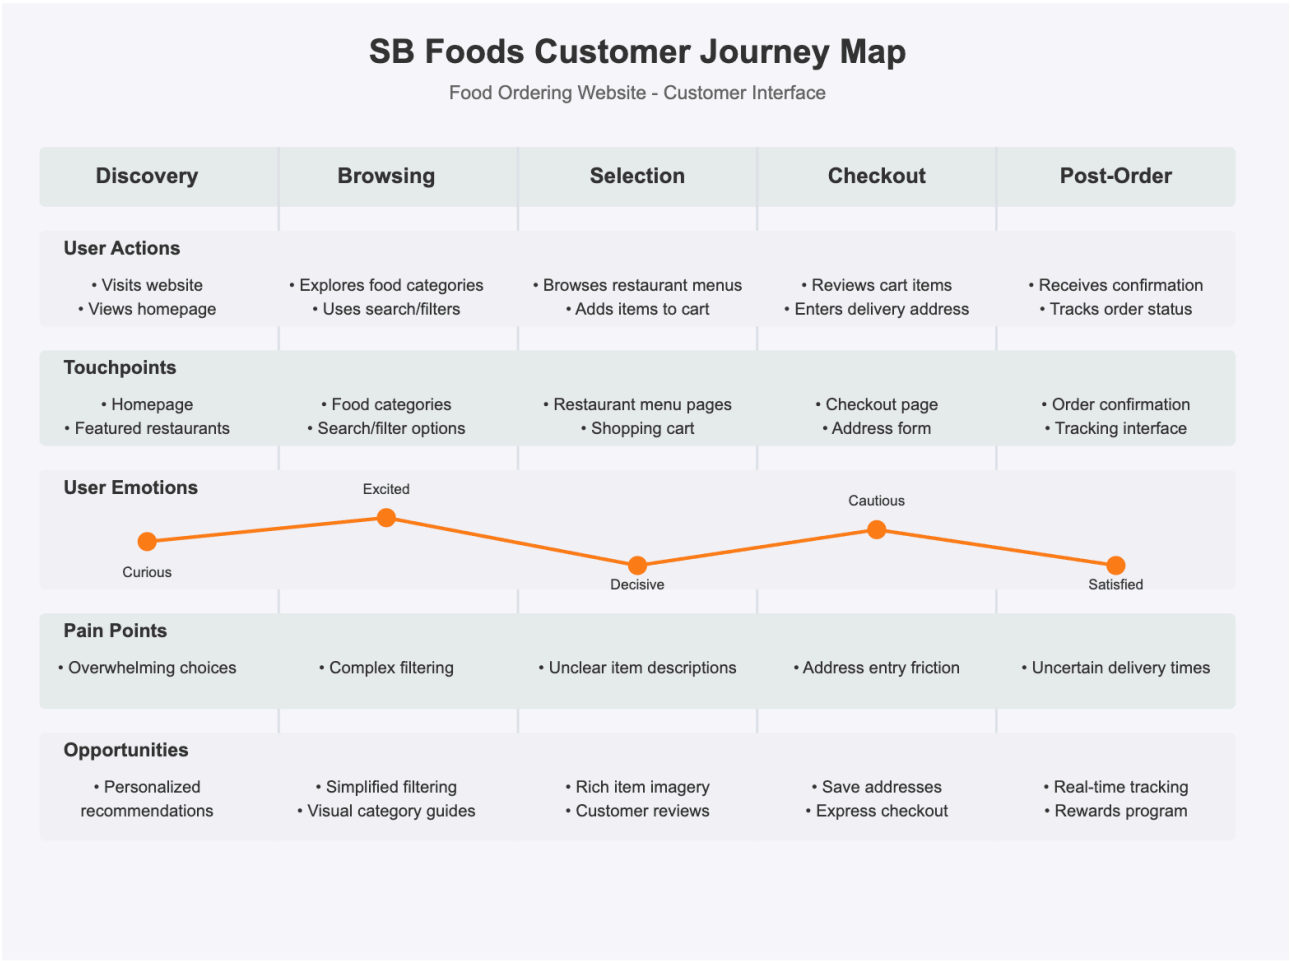 SB Foods Customer Journey Map
Food Ordering Website - Customer Interface
Discovery Browsing Selection Checkout Post-Order
User Actions
• Visits website • Explores food categories • Browses restaurant menus • Reviews cart items • Receives confirmation
• Views homepage • Uses search/filters • Adds items to cart • Enters delivery address • Tracks order status
Touchpoints
• Homepage • Food categories • Restaurant menu pages • Checkout page • Order confirmation
• Featured restaurants • Search/filter options • Shopping cart • Address form • Tracking interface
User Emotions
Excited
Cautious
Curious
Decisive Satisfied
Pain Points
• Overwhelming choices • Complex filtering • Unclear item descriptions • Address entry friction • Uncertain delivery times
Opportunities
• Personalized • Simplified filtering • Rich item imagery • Save addresses • Real-time tracking
recommendations • Visual category guides • Customer reviews • Express checkout • Rewards program